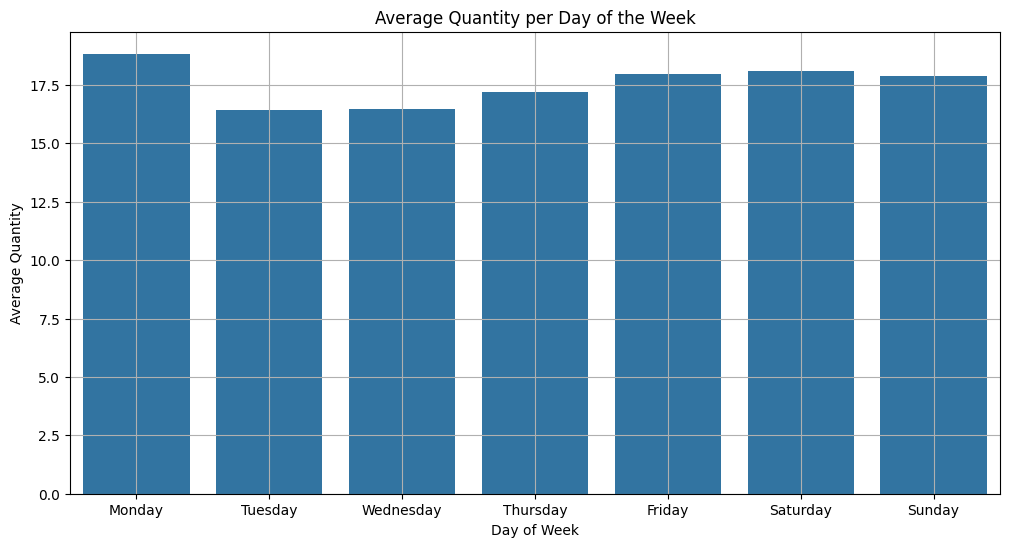 Average Quantity per Day of the Week
Average Quantity
17.5
15.0
12.5
10.0
7.5
5.0
2.5
0.0
Monday Tuesday Wednesday Thursday Friday Saturday Sunday
Day of Week